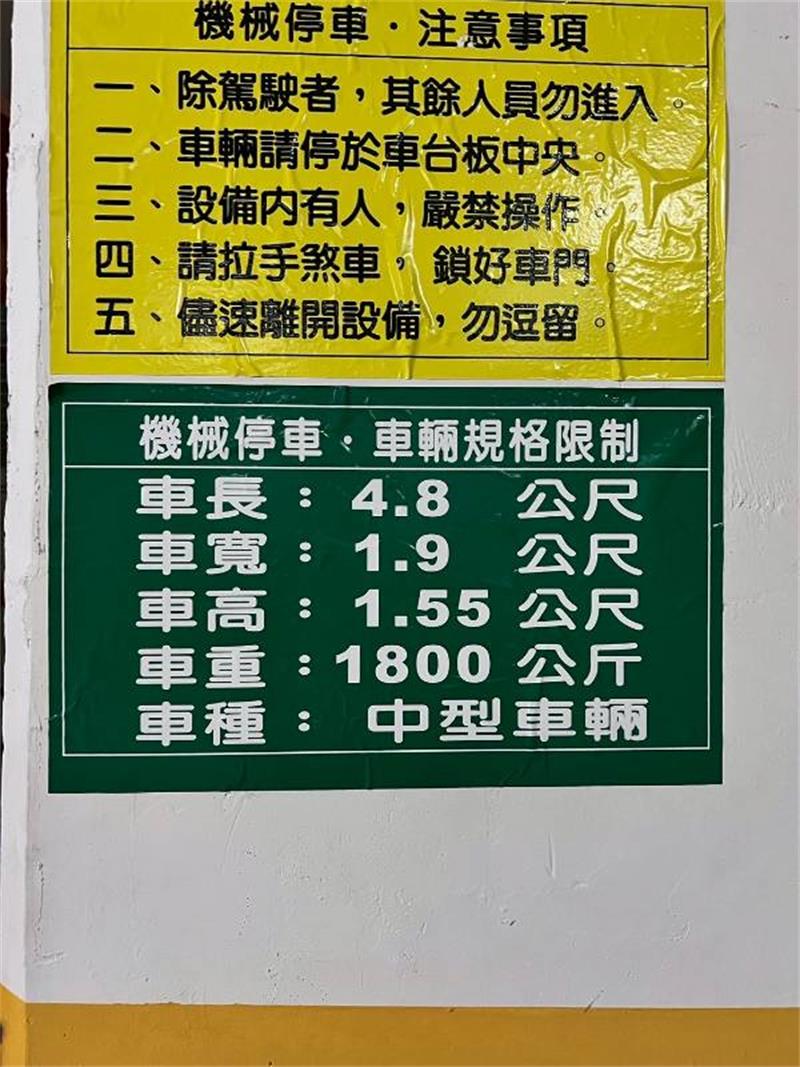 機械停車·注意事項
一、除駕駛者，其餘人員勿進入。
二、車輛請停於車台板中央。
三、設備內有人，嚴禁操作。
四、請拉手煞車，鎖好車門。
五、儘速離開設備，勿逗留。
機械停車·車輛規格限制
車長：4.8 公尺
車寬：1.9 公尺
車高：1.55 公尺
車重：1800 公斤
車種：中型車輛